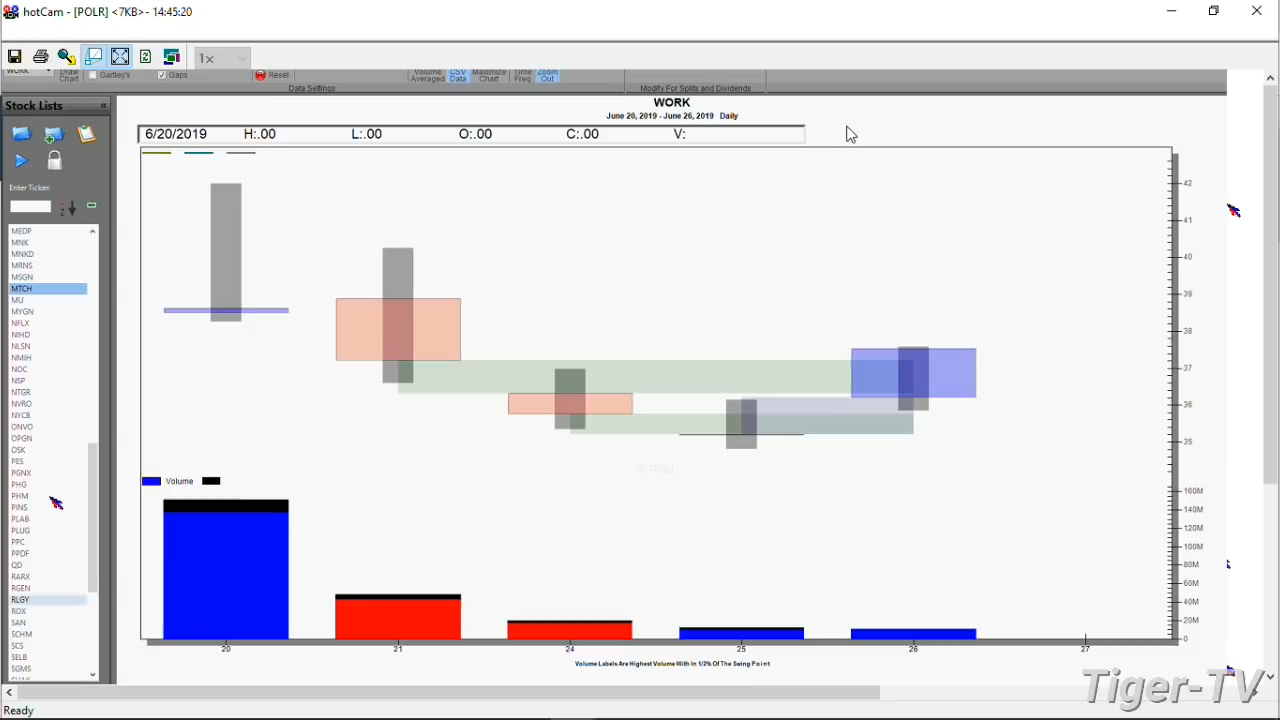 hotCam - [POLR] <7KB> - 14:45:20
1×
WORK
Draw
Chart
Gartley's
Gaps
Reset
Volume
Averaged
CSV
Data
Maximize
Chart
Time
Freq
Zoom
Out
Data Settings
Modify For Splits and Dividends
Stock Lists
WORK
June 20, 2019 - June 26, 2019 Daily
6/20/2019 H:.00 L:.00 O:.00 C:.00 V:
Enter Ticker:
MEDP
MNK
MNKD
MRNS
MSGN
MTCH
MU
MYGN
NFLX
NIHD
NLSN
NMIH
NOC
NSP
NTGR
NVRO
NYCB
ONVO
OPGN
OSK
PES
PGNX
PHG
PHM
PINS
PLAB
PLUG
PPC
PPDF
QD
RARX
RGEN
RLGY
ROX
SAN
SCHM
SCS
SELB
SGMS
42
41
40
39
38
37
36
35
Volume
160M
140M
120M
100M
80M
60M
40M
20M
0
20 21 24 25 26 27
Volume Labels Are Highest Volume With In 1/2% Of The Swing Point
Tiger-TV
Ready